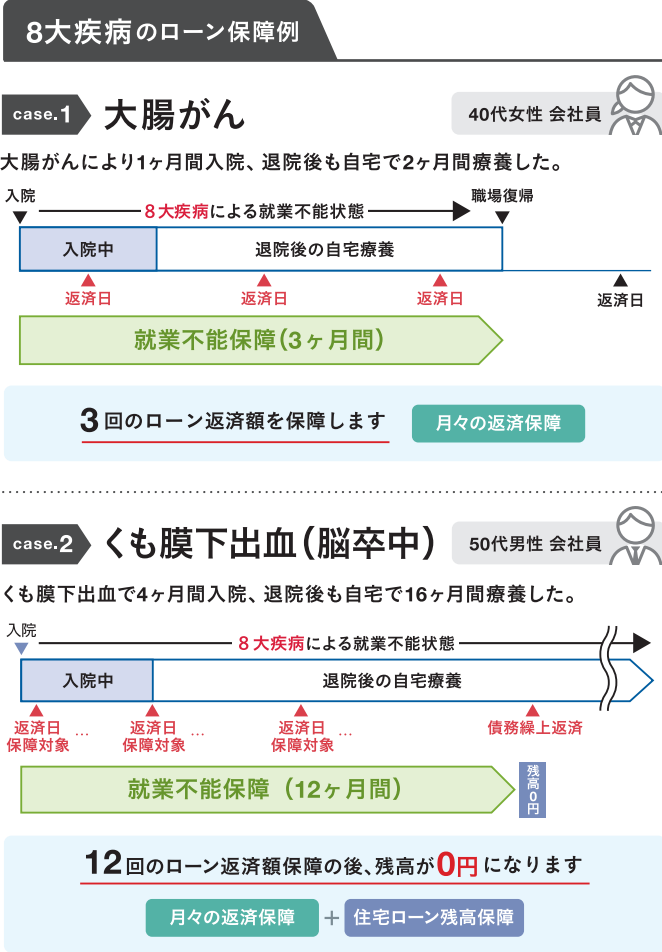 8大疾病のローン保障例
case.1
大腸がん
40代女性 会社員
大腸がんにより1ヶ月間入院、退院後も自宅で2ヶ月間療養した。
入院
職場復帰
8大疾病による就業不能状態
入院中
退院後の自宅療養
返済日
返済日
返済日
返済日
就業不能保障(3ヶ月間)
3回のローン返済額を保障します
月々の返済保障
case.2
くも膜下出血(脳卒中)
50代男性 会社員
くも膜下出血で4ヶ月間入院、退院後も自宅で16ヶ月間療養した。
入院
8大疾病による就業不能状態
入院中
退院後の自宅療養
返済日
保障対象
…
返済日
保障対象
…
返済日
保障対象
…
債務繰上返済
就業不能保障(12ヶ月間)
残高0円
12回のローン返済額保障の後、残高が0円になります
月々の返済保障
+
住宅ローン残高保障